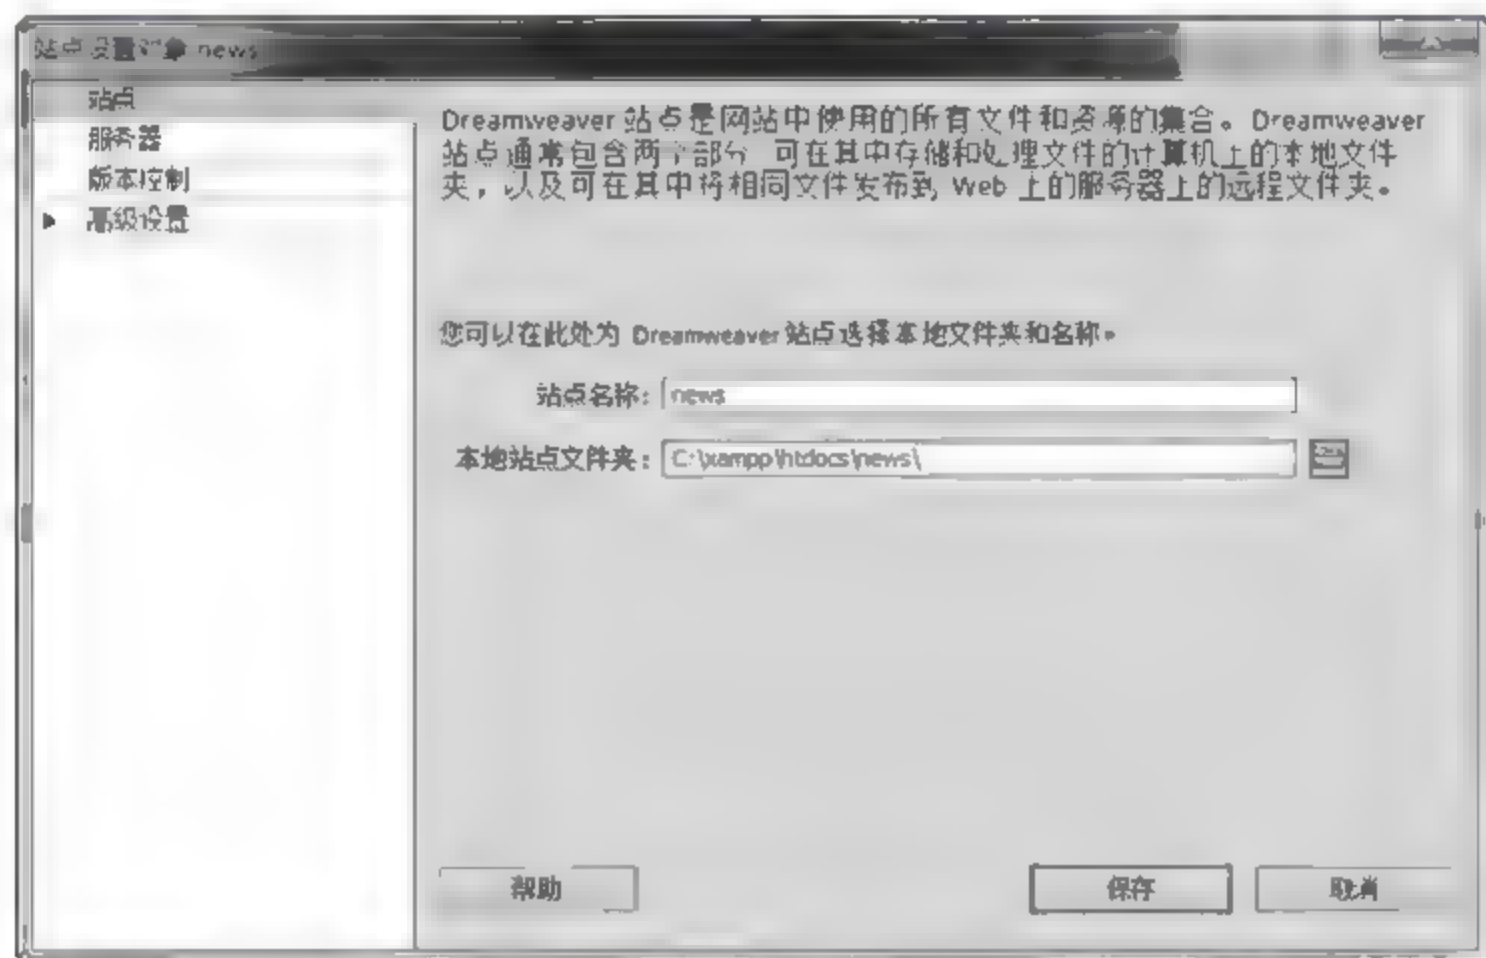 站点设置对象 news
站点
服务器
版本控制
高级设置
Dreamweaver 站点是网站中使用的所有文件和资源的集合。Dreamweaver
站点通常包含两个部分 可在其中存储和处理文件的计算机上的本地文件
夹，以及可在其中将相同文件发布到 Web 上的服务器上的远程文件夹。
您可以在此处为 Dreamweaver 站点选择本地文件夹和名称。
站点名称： news
本地站点文件夹： C:\xampp\htdocs\news\
帮助
保存
取消